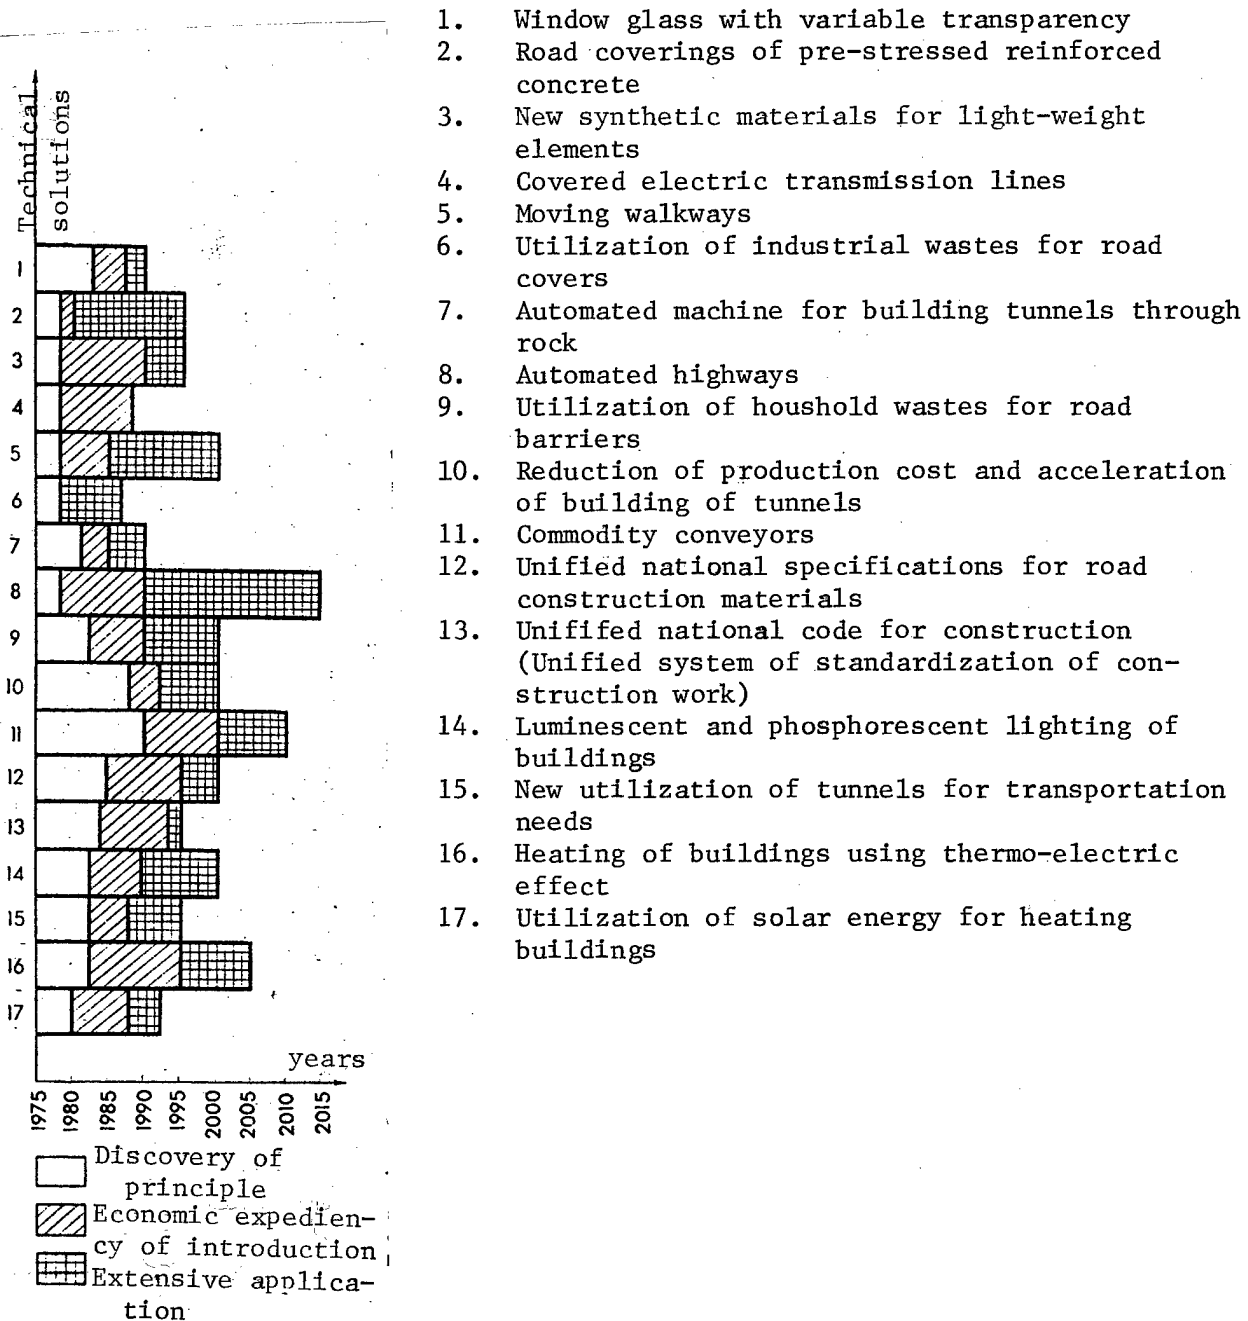 Technical
solutions
1
2
3
4
5
6
7
8
9
10
11
12
13
14
15
16
17
years
1975 1980 1985 1990 1995 2000 2005 2010 2015
Discovery of
principle
Economic expedien-
cy of introduction
Extensive applica-
tion
1. Window glass with variable transparency
2. Road coverings of pre-stressed reinforced
concrete
3. New synthetic materials for light-weight
elements
4. Covered electric transmission lines
5. Moving walkways
6. Utilization of industrial wastes for road
covers
7. Automated machine for building tunnels through
rock
8. Automated highways
9. Utilization of houshold wastes for road
barriers
10. Reduction of production cost and acceleration
of building of tunnels
11. Commodity conveyors
12. Unified national specifications for road
construction materials
13. Unififed national code for construction
(Unified system of standardization of con-
struction work)
14. Luminescent and phosphorescent lighting of
buildings
15. New utilization of tunnels for transportation
needs
16. Heating of buildings using thermo-electric
effect
17. Utilization of solar energy for heating
buildings